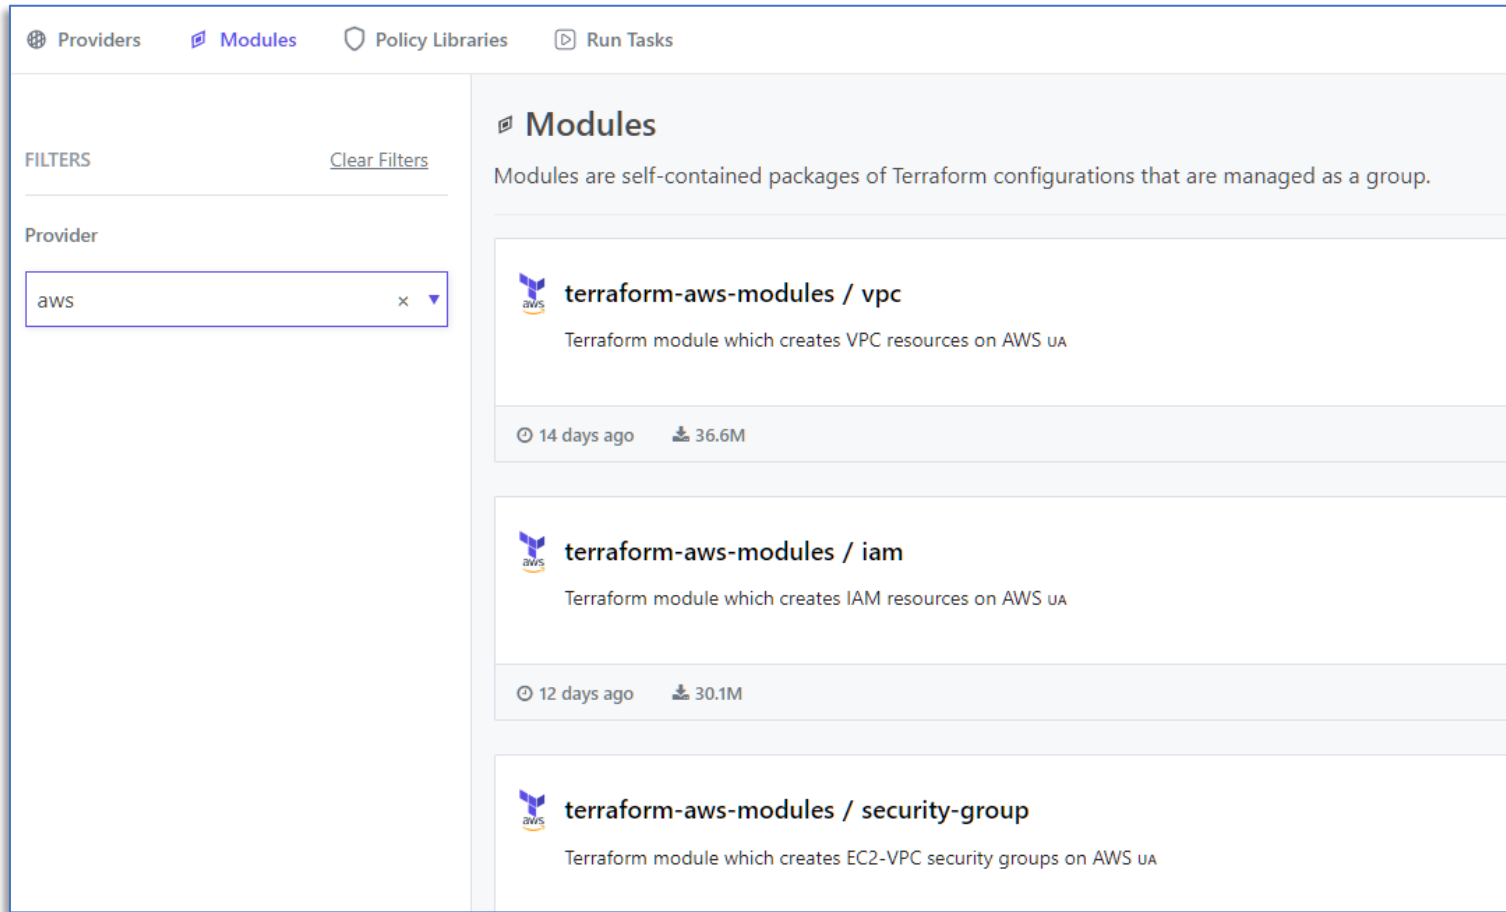 Providers Modules Policy Libraries Run Tasks
FILTERS Clear Filters
Provider
aws
Modules
Modules are self-contained packages of Terraform configurations that are managed as a group.
aws
terraform-aws-modules / vpc
Terraform module which creates VPC resources on AWS UA
14 days ago 36.6M
aws
terraform-aws-modules / iam
Terraform module which creates IAM resources on AWS UA
12 days ago 30.1M
aws
terraform-aws-modules / security-group
Terraform module which creates EC2-VPC security groups on AWS UA